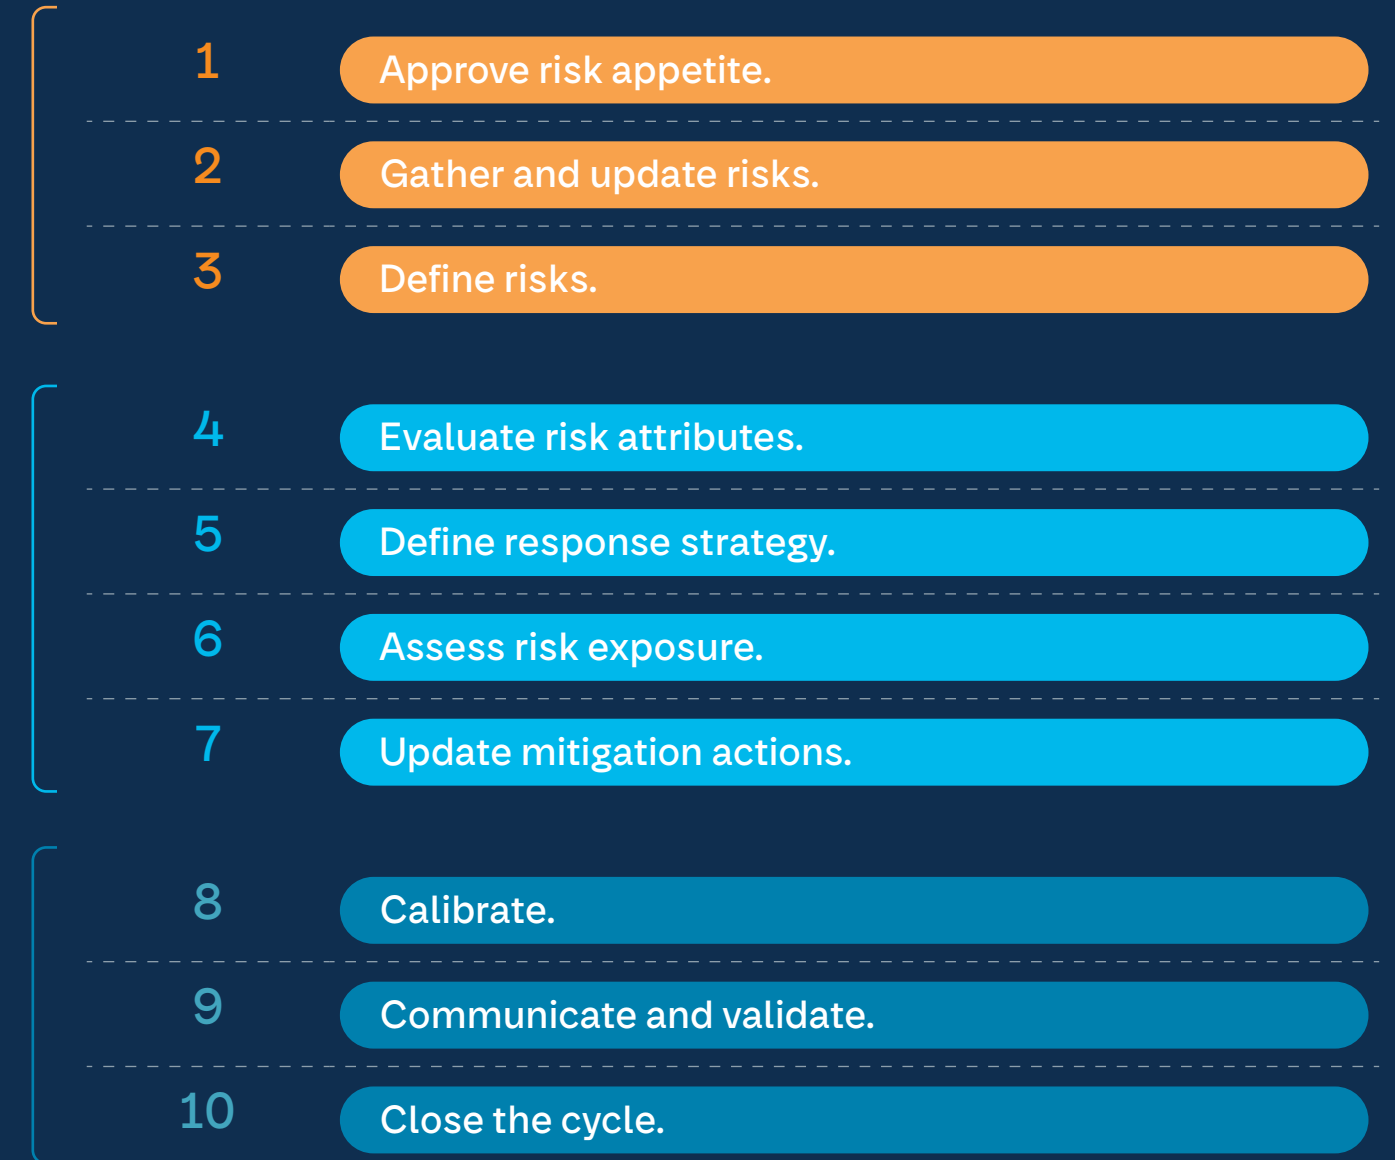 1 Approve risk appetite.
2 Gather and update risks.
3 Define risks.
4 Evaluate risk attributes.
5 Define response strategy.
6 Assess risk exposure.
7 Update mitigation actions.
8 Calibrate.
9 Communicate and validate.
10 Close the cycle.